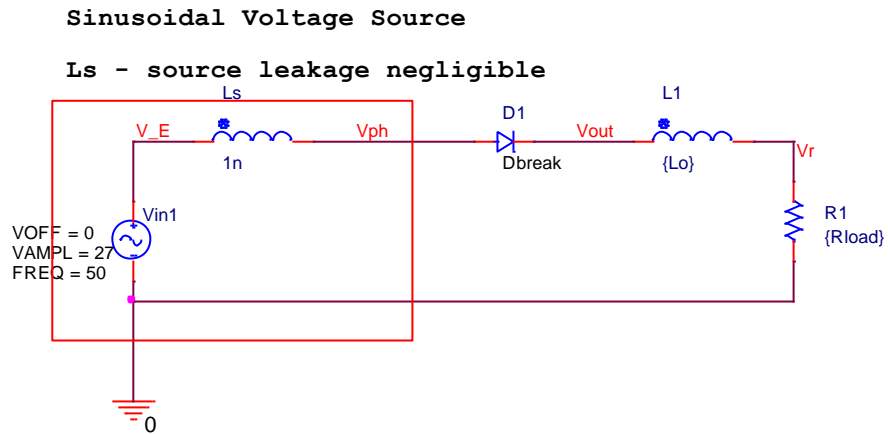 Sinusoidal Voltage Source
Ls - source leakage negligible
Ls
L1
D1
V_E
Vph
Vout
Vr
1n
Dbreak
{Lo}
Vin1
R1
{Rload}
VOFF = 0
VAMPL = 27
FREQ = 50
0